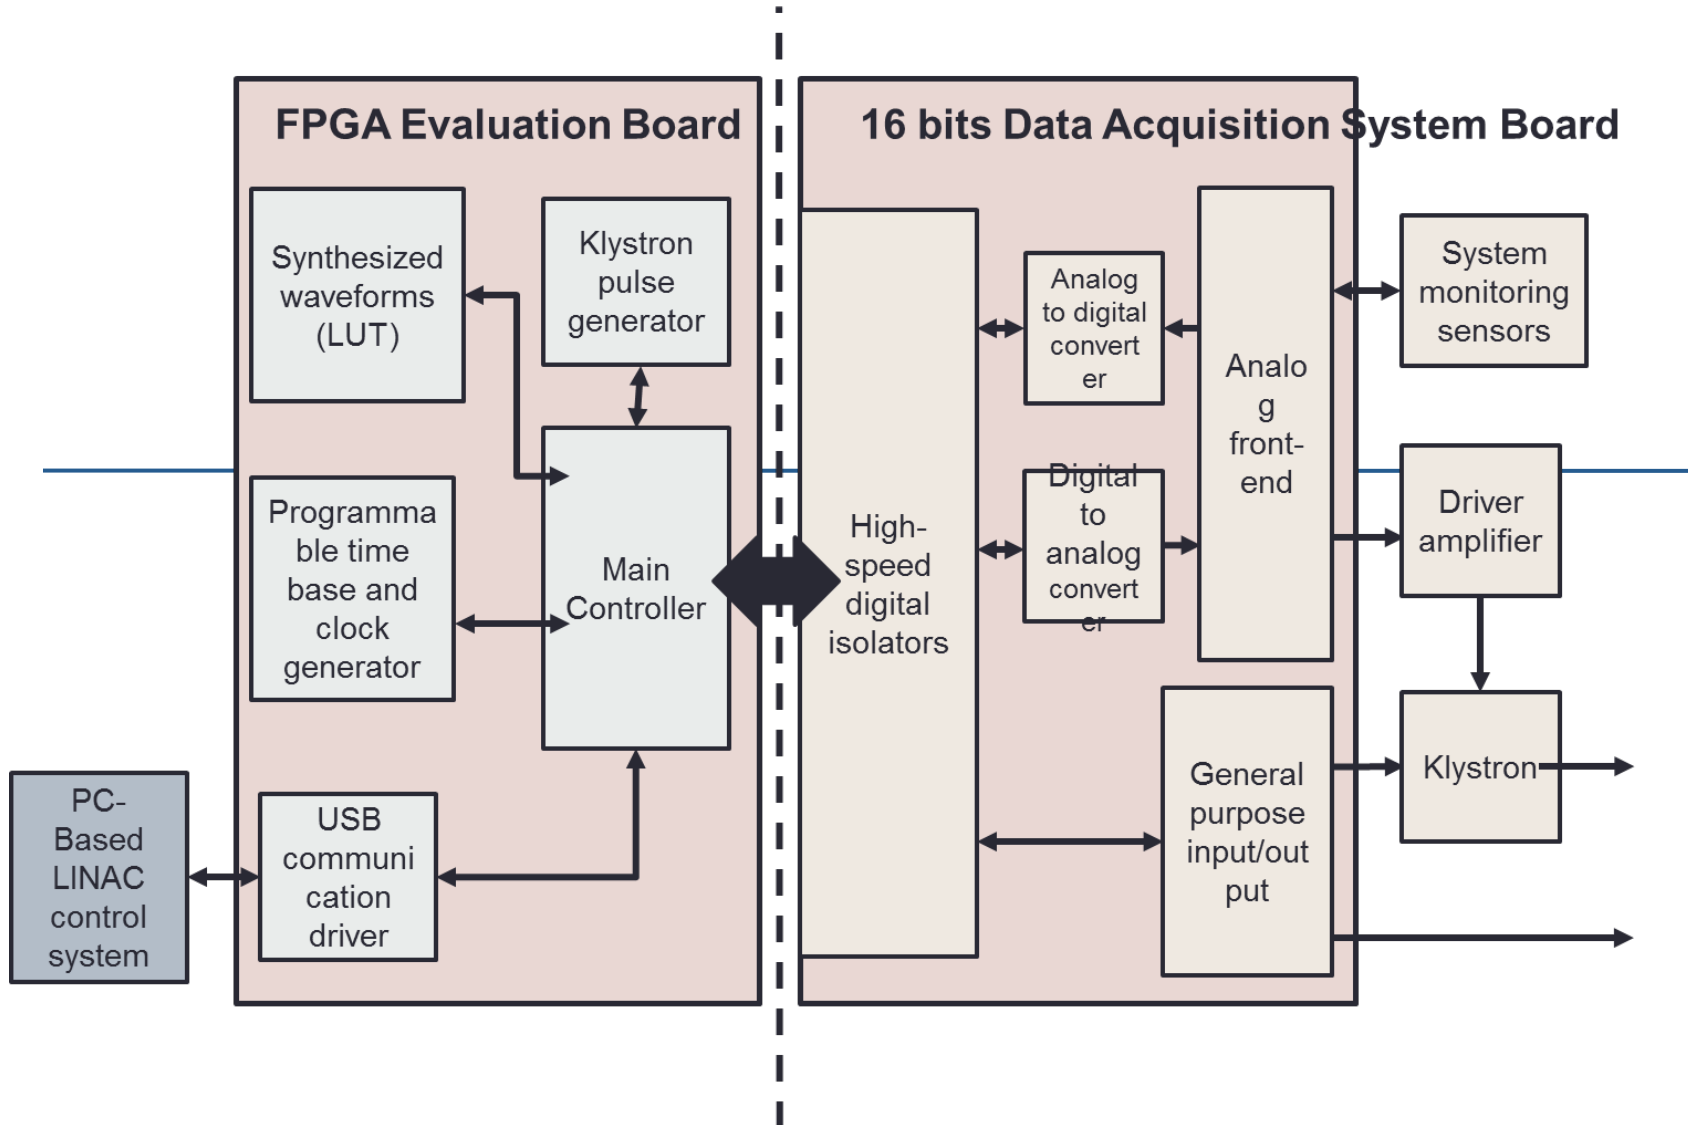 FPGA Evaluation Board
16 bits Data Acquisition System Board
Synthesized
waveforms
(LUT)
Klystron
pulse
generator
Programma
ble time
base and
clock
generator
Main
Controller
USB
communi
cation
driver
PC-
Based
LINAC
control
system
High-
speed
digital
isolators
Analog
to digital
convert
er
Digital
to
analog
convert
er
Analo
g
front-
end
General
purpose
input/out
put
System
monitoring
sensors
Driver
amplifier
Klystron